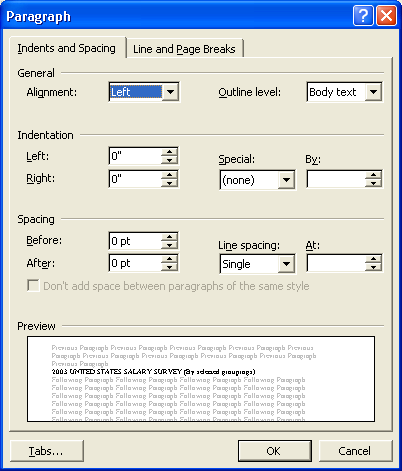 Paragraph
Indents and Spacing
Line and Page Breaks
General
Alignment: Left Outline level: Body text
Indentation
Left: 0" Special: By:
Right: 0" (none)
Spacing
Before: 0 pt Line spacing: At:
After: 0 pt Single
Don't add space between paragraphs of the same style
Preview
Previous Paragraph Previous Paragraph Previous Paragraph Previous Paragraph Previous
Paragraph Previous Paragraph Previous Paragraph Previous Paragraph Previous Paragraph
Previous Paragraph
2003 UNITED STATES SALARY SURVEY (By selected groupings)
Following Paragraph Following Paragraph Following Paragraph Following Paragraph
Following Paragraph Following Paragraph Following Paragraph Following Paragraph
Following Paragraph Following Paragraph Following Paragraph Following Paragraph
Following Paragraph Following Paragraph Following Paragraph Following Paragraph
Following Paragraph Following Paragraph Following Paragraph Following Paragraph
Tabs... OK Cancel